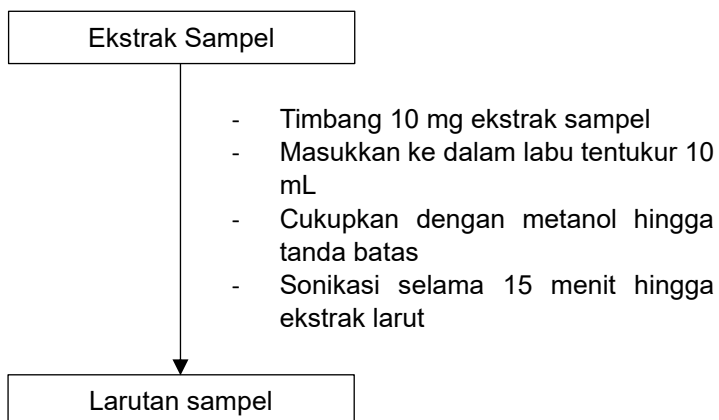 Ekstrak Sampel
- Timbang 10 mg ekstrak sampel
- Masukkan ke dalam labu tentukur 10
mL
- Cukupkan dengan metanol hingga
tanda batas
- Sonikasi selama 15 menit hingga
ekstrak larut
Larutan sampel